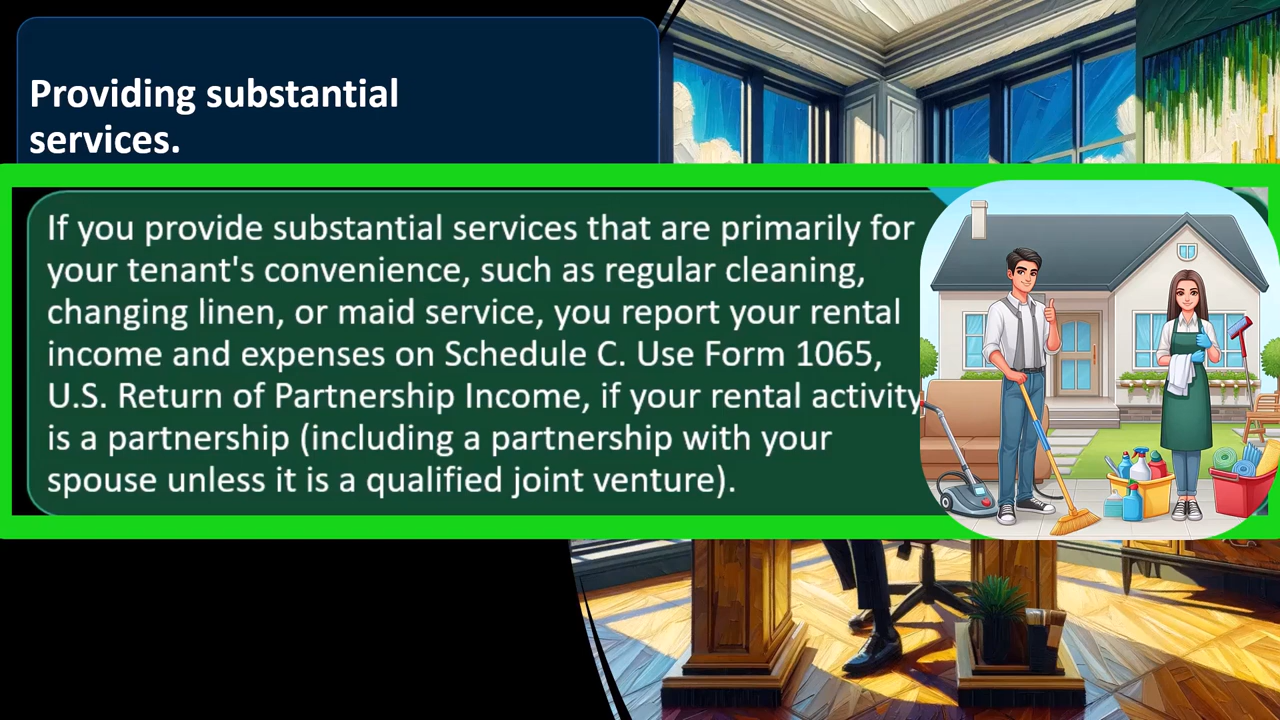 Providing substantial
services.
If you provide substantial services that are primarily for
your tenant's convenience, such as regular cleaning,
changing linen, or maid service, you report your rental
income and expenses on Schedule C. Use Form 1065,
U.S. Return of Partnership Income, if your rental activity
is a partnership (including a partnership with your
spouse unless it is a qualified joint venture).